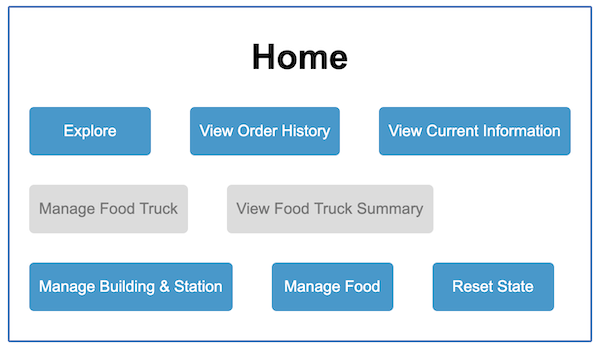 Home
Explore
View Order History
View Current Information
Manage Food Truck
View Food Truck Summary
Manage Building & Station
Manage Food
Reset State